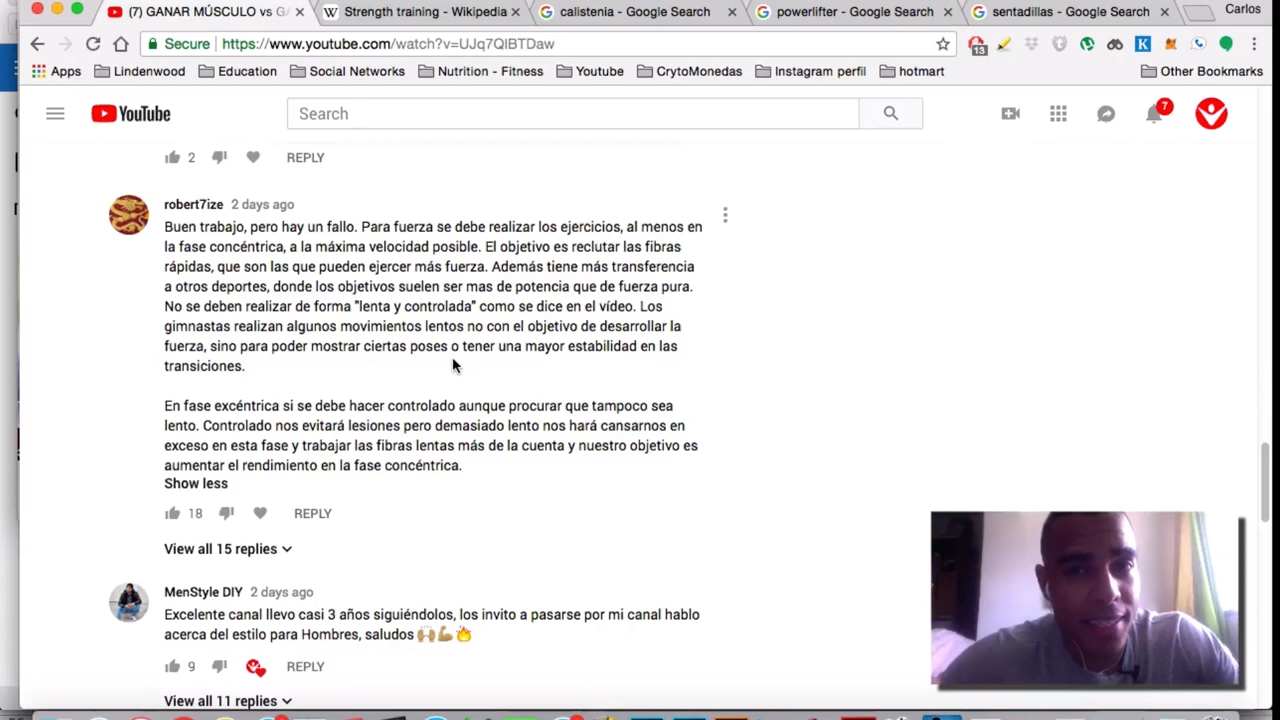 (7) GANAR MÚSCULO vs GA
Strength training - Wikipedia
calistenia - Google Search
powerlifter - Google Search
sentadillas - Google Search
Carlos
Secure
https://www.youtube.com/watch?v=UJq7QlBTDaw
13
Apps
Lindenwood
Education
Social Networks
Nutrition - Fitness
Youtube
CrytoMonedas
Instagram perfil
hotmart
Other Bookmarks
YouTube
Search
7
2
REPLY
robert7ize 2 days ago
Buen trabajo, pero hay un fallo. Para fuerza se debe realizar los ejercicios, al menos en
la fase concéntrica, a la máxima velocidad posible. El objetivo es reclutar las fibras
rápidas, que son las que pueden ejercer más fuerza. Además tiene más transferencia
a otros deportes, donde los objetivos suelen ser mas de potencia que de fuerza pura.
No se deben realizar de forma "lenta y controlada" como se dice en el vídeo. Los
gimnastas realizan algunos movimientos lentos no con el objetivo de desarrollar la
fuerza, sino para poder mostrar ciertas poses o tener una mayor estabilidad en las
transiciones.
En fase excéntrica si se debe hacer controlado aunque procurar que tampoco sea
lento. Controlado nos evitará lesiones pero demasiado lento nos hará cansarnos en
exceso en esta fase y trabajar las fibras lentas más de la cuenta y nuestro objetivo es
aumentar el rendimiento en la fase concéntrica.
Show less
18
REPLY
View all 15 replies
MenStyle DIY 2 days ago
Excelente canal llevo casi 3 años siguiéndolos, los invito a pasarse por mi canal hablo
acerca del estilo para Hombres, saludos 🙌🏽💪🏽🔥
9
REPLY
View all 11 replies